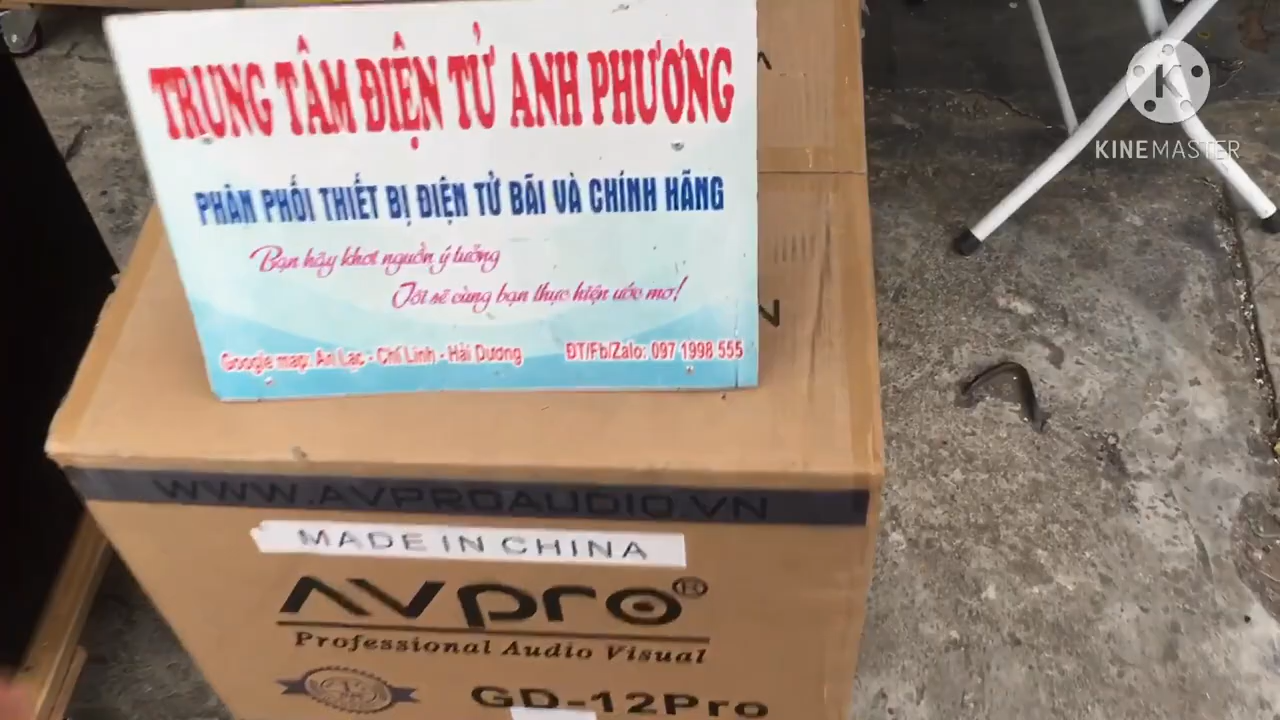 TRUNG TÂM ĐIỆN TỬ ANH PHƯƠNG
PHÂN PHỐI THIẾT BỊ ĐIỆN TỬ BÃI VÀ CHÍNH HÃNG
Bạn hãy khơi nguồn ý tưởng
Tôi sẽ cùng bạn thực hiện ước mơ!
Google map: An Lạc - Chí Linh - Hải Dương
ĐT/Fb/Zalo: 097 1998 555
K
KINEMASTER
WWW.AVPROAUDIO.VN
MADE IN CHINA
AVpro®
Professional Audio Visual
GD-12Pro